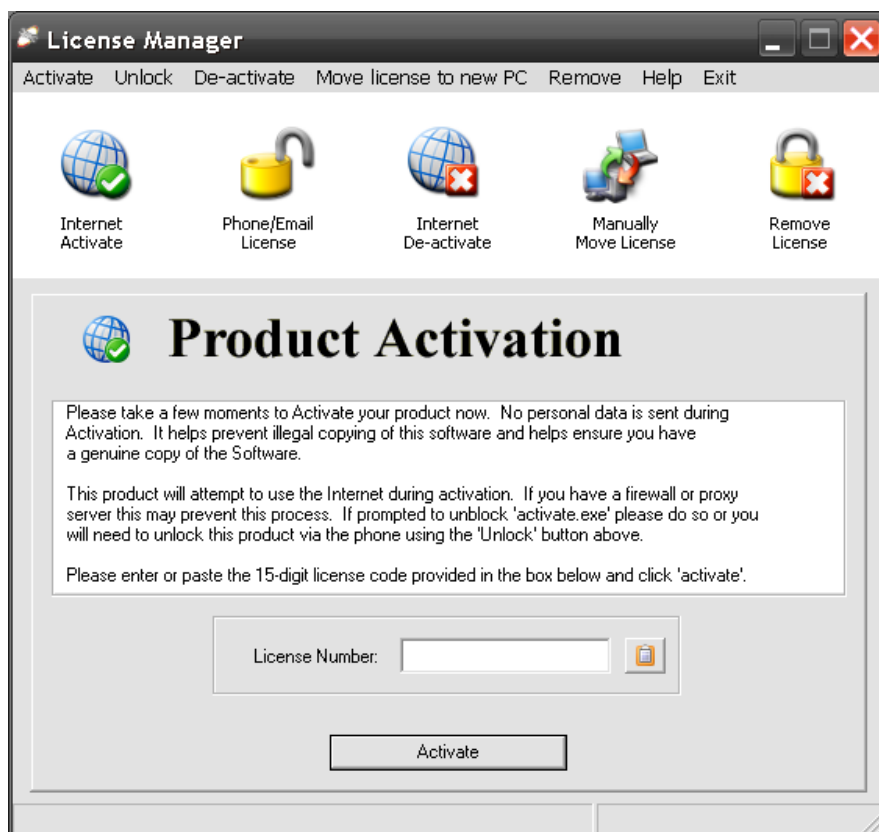 License Manager
Activate Unlock De-activate Move license to new PC Remove Help Exit
Internet Activate
Phone/Email License
Internet De-activate
Manually Move License
Remove License
Product Activation
Please take a few moments to Activate your product now. No personal data is sent during
Activation. It helps prevent illegal copying of this software and helps ensure you have
a genuine copy of the Software.
This product will attempt to use the Internet during activation. If you have a firewall or proxy
server this may prevent this process. If prompted to unblock 'activate.exe' please do so or you
will need to unlock this product via the phone using the 'Unlock' button above.
Please enter or paste the 15-digit license code provided in the box below and click 'activate'.
License Number:
Activate